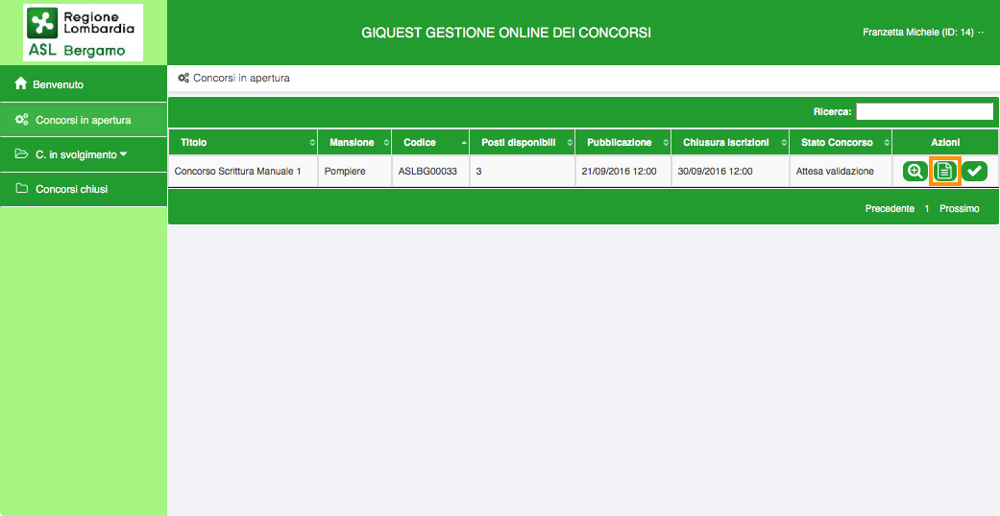 Regione
Lombardia
ASL Bergamo
GIQUEST GESTIONE ONLINE DEI CONCORSI
Franzetta Michele (ID: 14) ··
Benvenuto
Concorsi in apertura
C. in svolgimento
Concorsi chiusi
Concorsi in apertura
Ricerca:
Titolo Mansione Codice Posti disponibili Pubblicazione Chiusura iscrizioni Stato Concorso Azioni
Concorso Scrittura Manuale 1 Pompiere ASLBG00033 3 21/09/2016 12:00 30/09/2016 12:00 Attesa validazione
Precedente 1 Prossimo